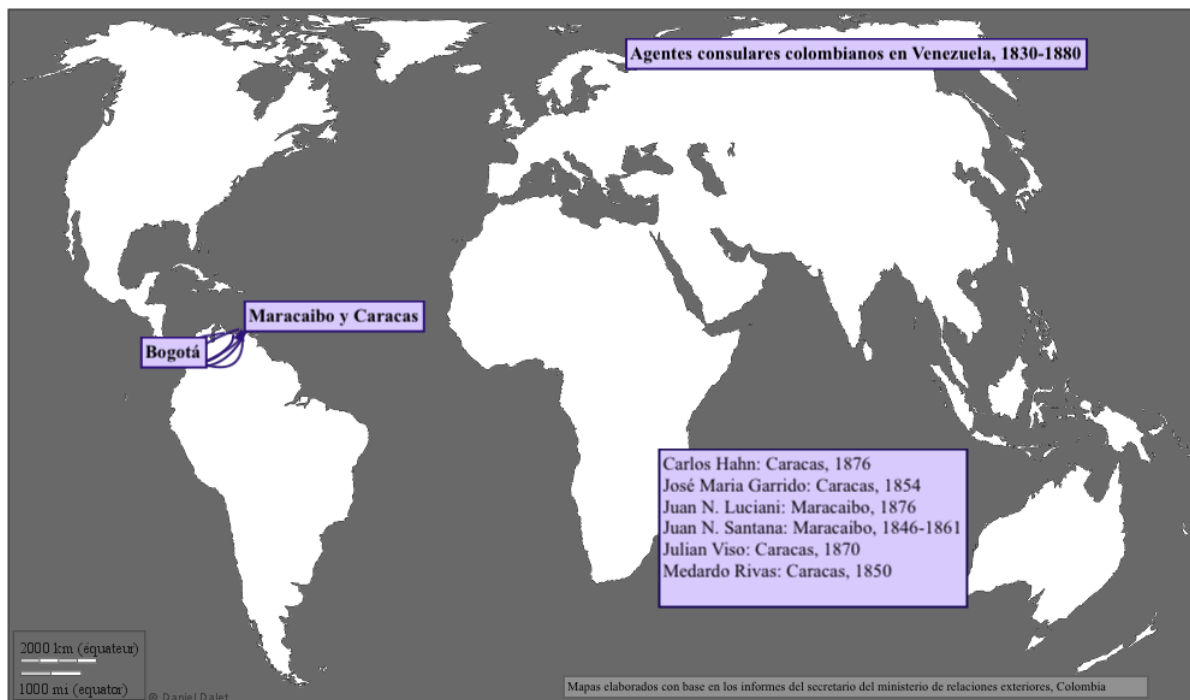 Agentes consulares colombianos en Venezuela, 1830-1880
Maracaibo y Caracas
Bogotá
Carlos Hahn: Caracas, 1876
José Maria Garrido: Caracas, 1854
Juan N. Luciani: Maracaibo, 1876
Juan N. Santana: Maracaibo, 1846-1861
Julian Viso: Caracas, 1870
Medardo Rivas: Caracas, 1850
2000 km (équateur)
1000 mi (equator)
© Daniel Dalet
Mapas elaborados con base en los informes del secretario del ministerio de relaciones exteriores, Colombia